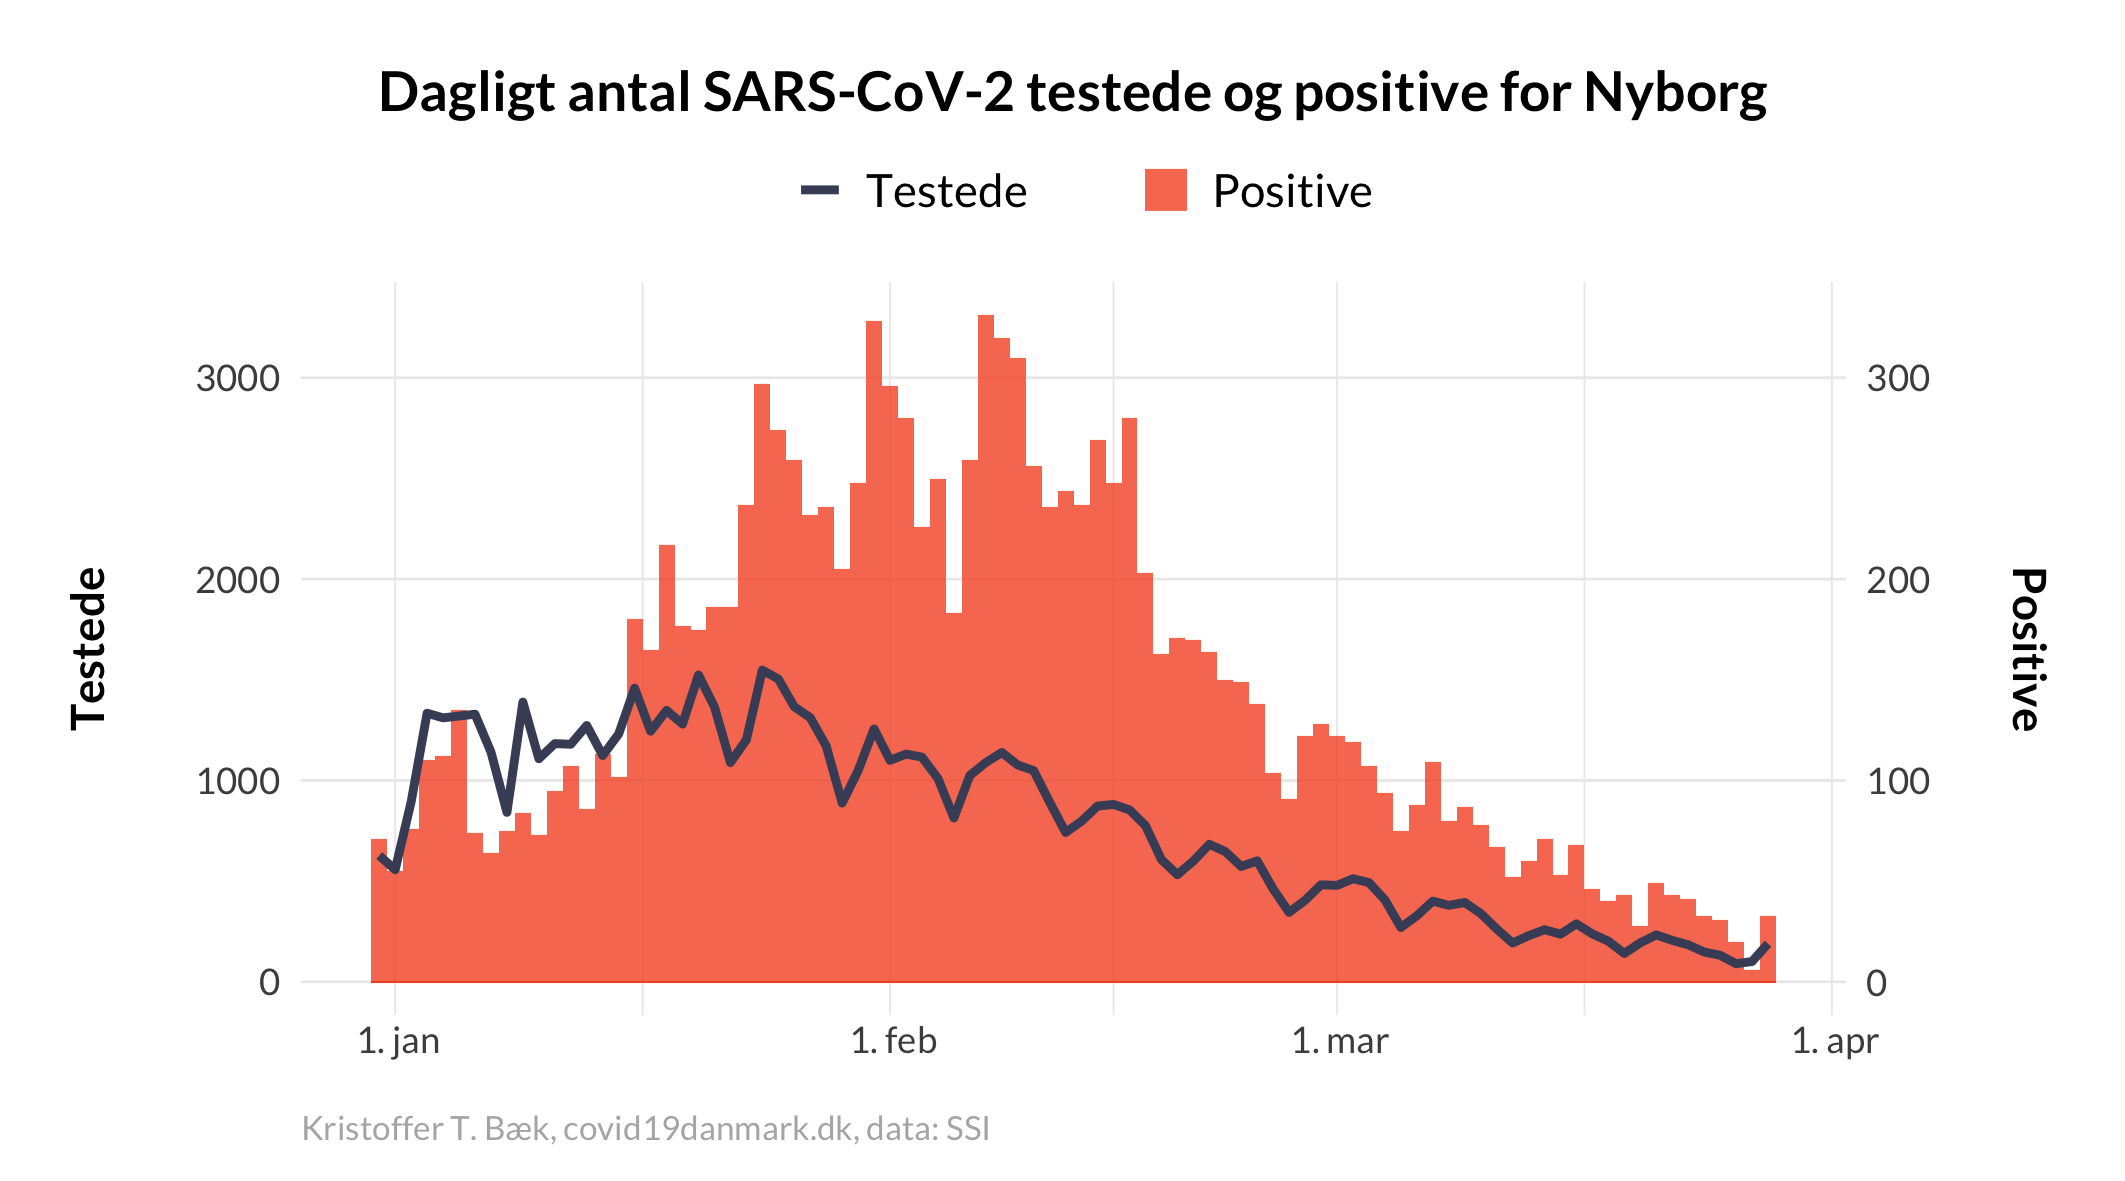 Dagligt antal SARS-CoV-2 testede og positive for Nyborg
Testede
Positive
Testede
3000
2000
1000
0
300
200
100
0
Positive
1. jan
1. feb
1. mar
1. apr
Kristoffer T. Bæk, covid19danmark.dk, data: SSI